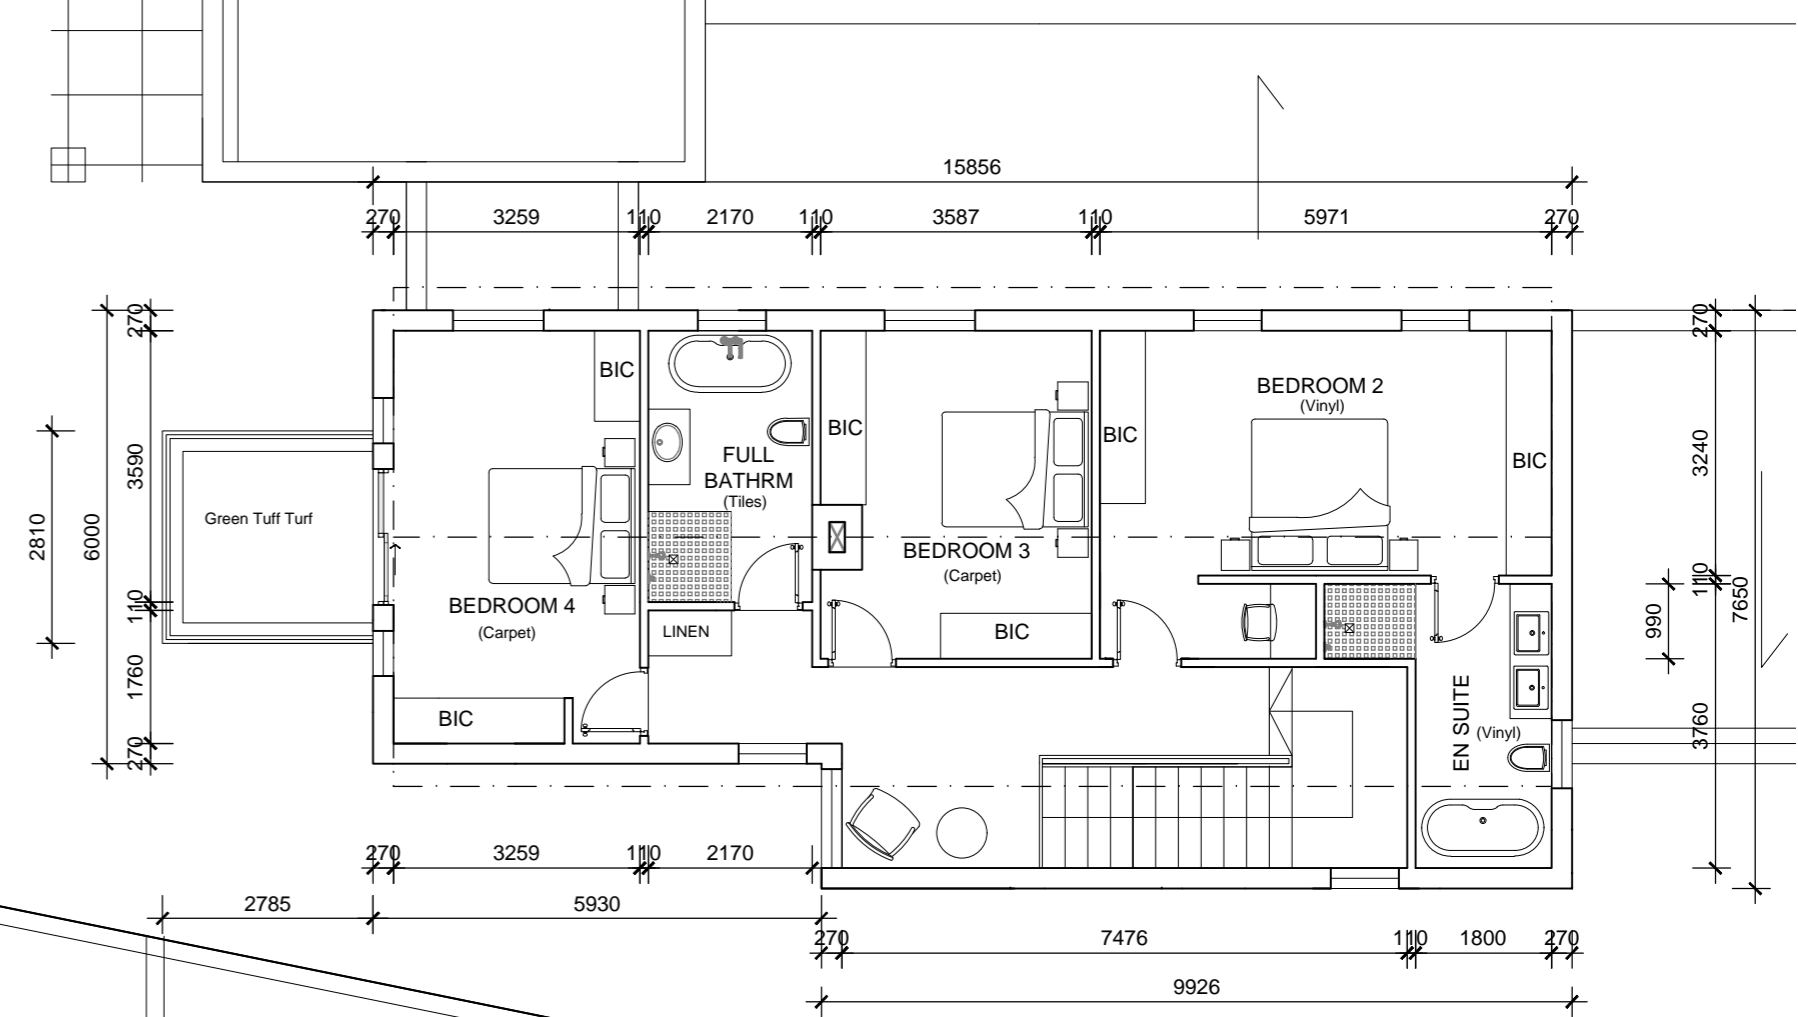 15856
270 3259 110 2170 110 3587 110 5971 270
270
3590
110
1760
270
6000
2810
270
3240
110
3760
990
7650
BIC
BEDROOM 4
(Carpet)
BIC
Green Tuff Turf
FULL
BATHRM
(Tiles)
LINEN
BIC
BEDROOM 3
(Carpet)
BIC
BIC
BEDROOM 2
(Vinyl)
BIC
EN SUITE
(Vinyl)
270 3259 110 2170
2785 5930
270 7476 110 1800 270
9926